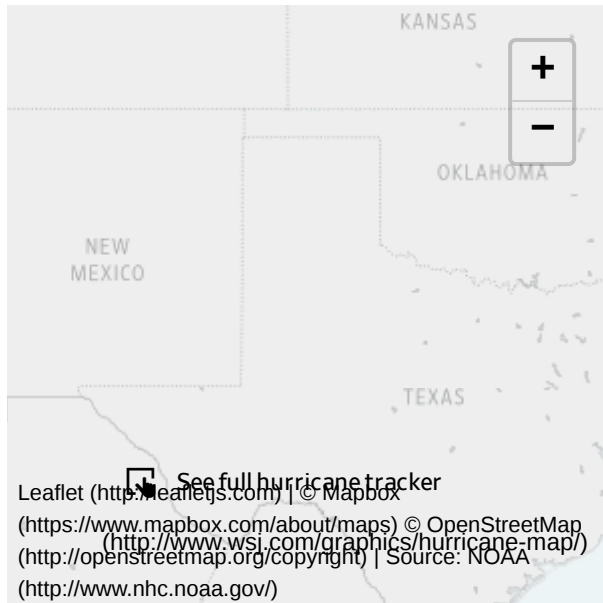 KANSAS
+
−
OKLAHOMA
NEW
MEXICO
TEXAS
See full hurricane tracker
(http://www.wsj.com/graphics/hurricane-map/)
Leaflet (http://leafletjs.com) | © Mapbox
(https://www.mapbox.com/about/maps) © OpenStreetMap
(http://openstreetmap.org/copyright) | Source: NOAA
(http://www.nhc.noaa.gov/)